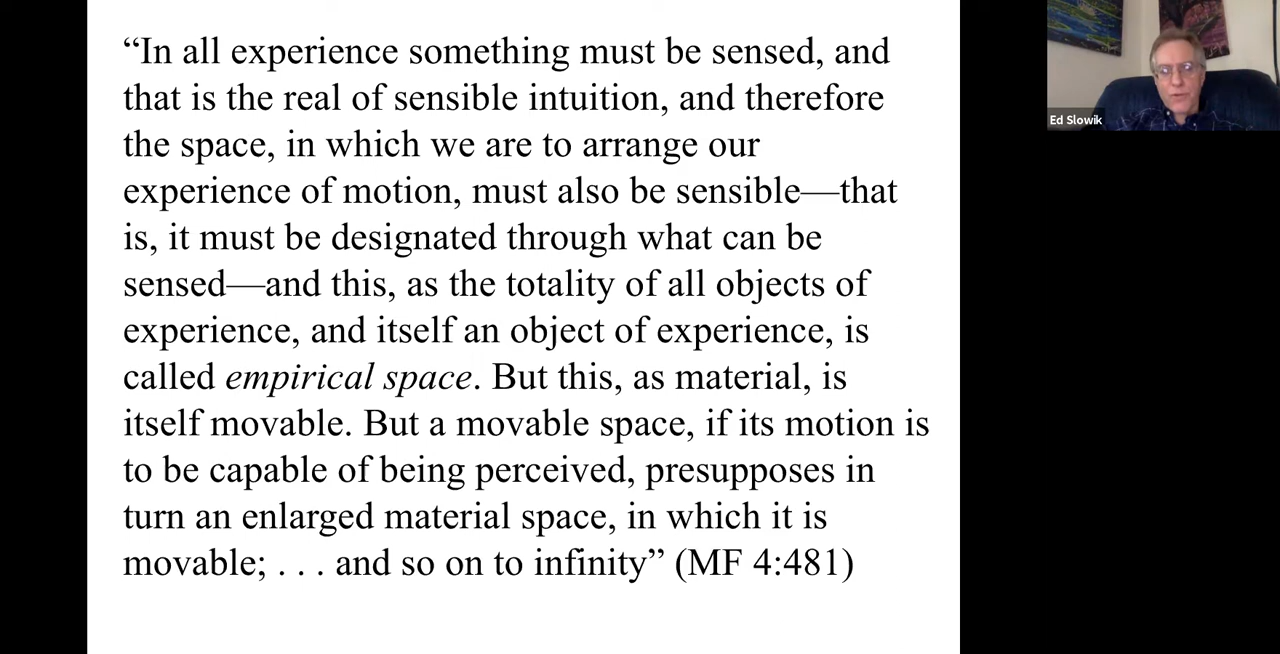 “In all experience something must be sensed, and
that is the real of sensible intuition, and therefore
the space, in which we are to arrange our
experience of motion, must also be sensible—that
is, it must be designated through what can be
sensed—and this, as the totality of all objects of
experience, and itself an object of experience, is
called empirical space. But this, as material, is
itself movable. But a movable space, if its motion is
to be capable of being perceived, presupposes in
turn an enlarged material space, in which it is
movable; . . . and so on to infinity” (MF 4:481)
Ed Slowik